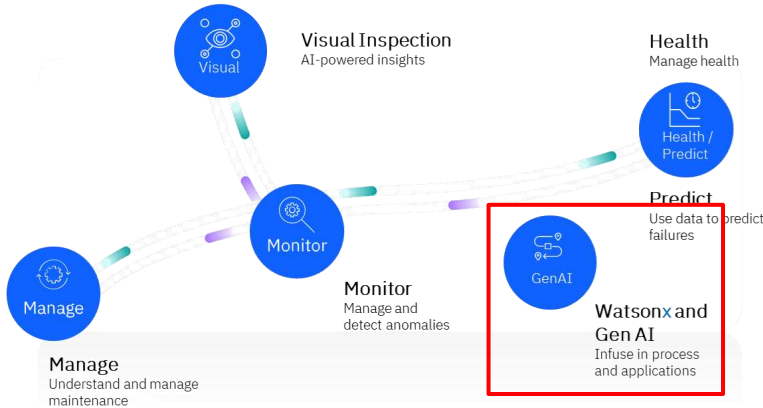 Visual
Visual Inspection
AI-powered insights
Health
Manage health
Health /
Predict
Predict
Use data to predict
failures
Monitor
Monitor
Manage and
detect anomalies
GenAI
Watsonx and
Gen AI
Infuse in process
and applications
Manage
Manage
Understand and manage
maintenance